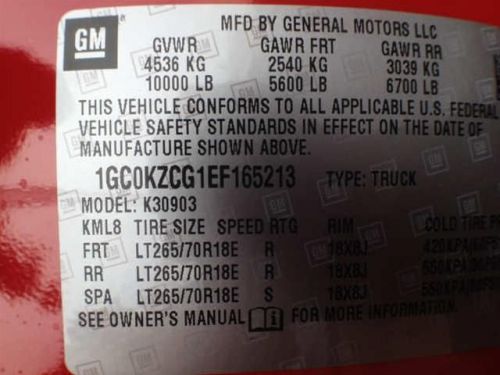 GM
MFD BY GENERAL MOTORS LLC
GVWR GAWR FRT GAWR RR
4536 KG 2540 KG 3039 KG
10000 LB 5600 LB 6700 LB
THIS VEHICLE CONFORMS TO ALL APPLICABLE U.S. FEDERAL
VEHICLE SAFETY STANDARDS IN EFFECT ON THE DATE OF
MANUFACTURE SHOWN ABOVE.
1GC0KZCG1EF165213 TYPE: TRUCK
MODEL: K30903
KML8 TIRE SIZE SPEED RTG RIM COLD TIRE
FRT LT265/70R18E R 18X8J
RR LT265/70R18E R 18X8J
SPA LT265/70R18E S 18X8J
SEE OWNER'S MANUAL FOR MORE INFORMATION.